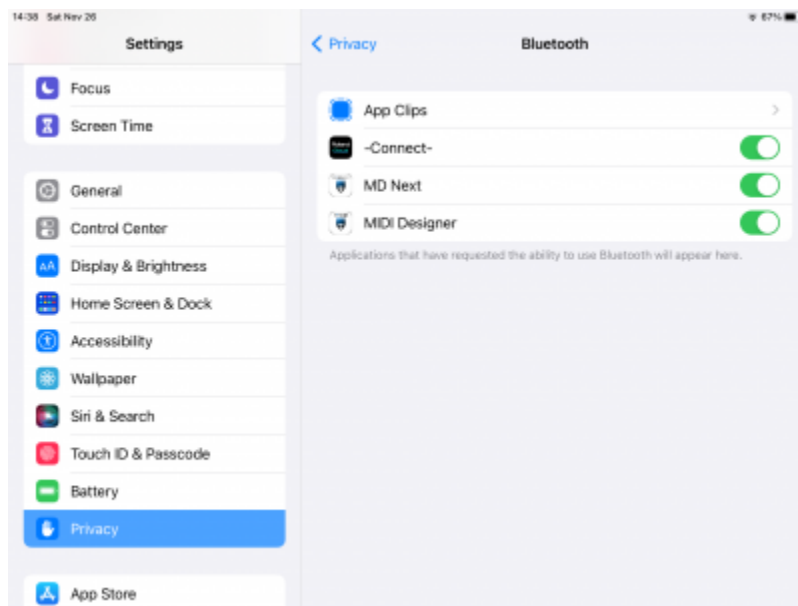 14:38 Sat Nov 26
67%
Settings
Privacy
Bluetooth
Focus
Screen Time
General
Control Center
AA
Display & Brightness
Home Screen & Dock
Accessibility
Wallpaper
Siri & Search
Touch ID & Passcode
Battery
Privacy
App Store
App Clips
-Connect-
MD Next
MIDI Designer
Applications that have requested the ability to use Bluetooth will appear here.